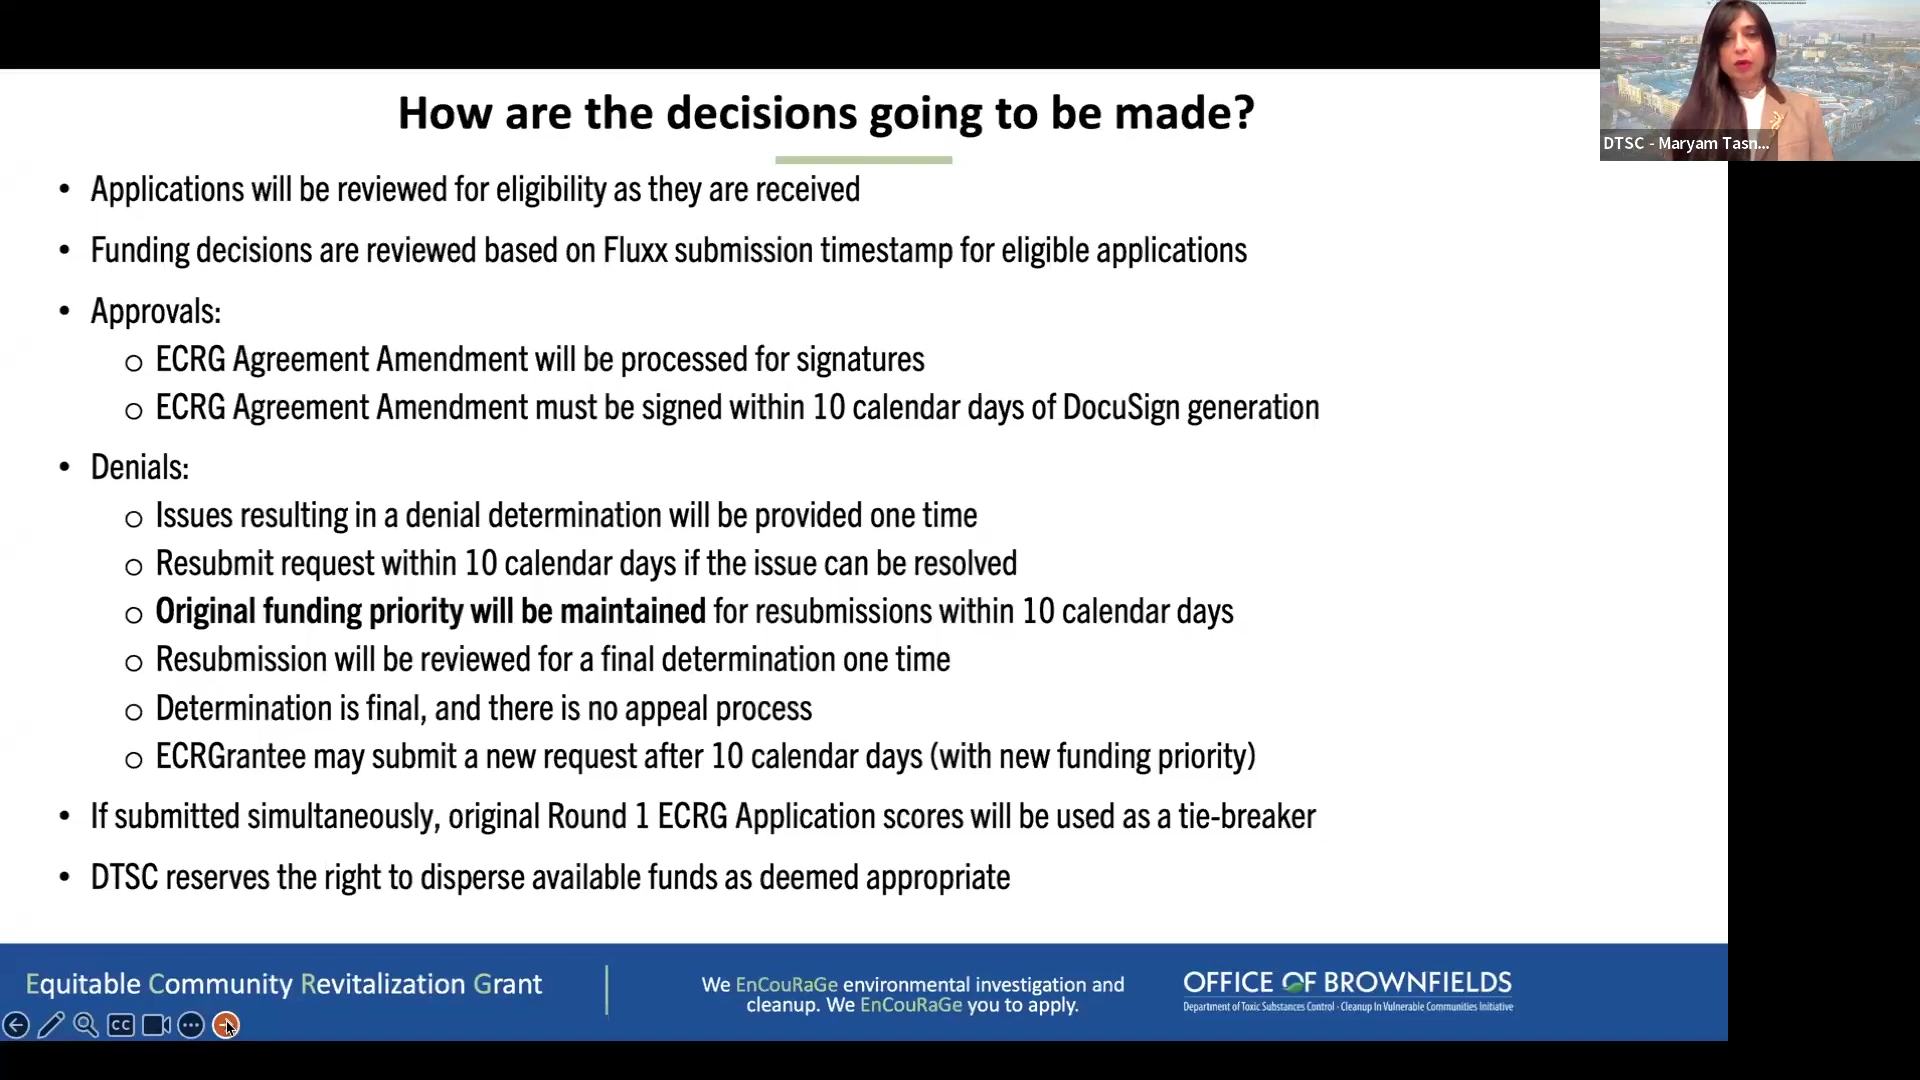 DTSC - Maryam Tasn...
How are the decisions going to be made?
• Applications will be reviewed for eligibility as they are received
• Funding decisions are reviewed based on Fluxx submission timestamp for eligible applications
• Approvals:
o ECRG Agreement Amendment will be processed for signatures
o ECRG Agreement Amendment must be signed within 10 calendar days of DocuSign generation
• Denials:
o Issues resulting in a denial determination will be provided one time
o Resubmit request within 10 calendar days if the issue can be resolved
o Original funding priority will be maintained for resubmissions within 10 calendar days
o Resubmission will be reviewed for a final determination one time
o Determination is final, and there is no appeal process
o ECRGrantee may submit a new request after 10 calendar days (with new funding priority)
• If submitted simultaneously, original Round 1 ECRG Application scores will be used as a tie-breaker
• DTSC reserves the right to disperse available funds as deemed appropriate
Equitable Community Revitalization Grant
We EnCouRaGe environmental investigation and
cleanup. We EnCouRaGe you to apply.
OFFICE OF BROWNFIELDS
Department of Toxic Substances Control - Cleanup In Vulnerable Communities Initiative
CC